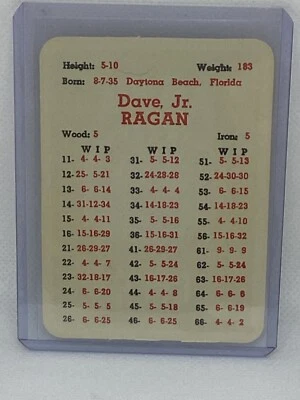 Height: 5-10 Weight: 183
Born: 8-7-35 Daytona Beach, Florida
Dave, Jr.
RAGAN
Wood: 5 Iron: 5
W I P W I P W I P
11- 4- 4- 3 31- 5- 5-12 51- 5- 5-13
12- 25- 5-21 32- 24-28-28 52- 24-30-30
13- 6- 6-14 33- 4- 4- 4 53- 6- 6-15
14- 31-12-34 34- 18-23-23 54- 18-23-23
15- 4- 4-11 35- 5- 5-16 55- 4- 4- 5
16- 15-16-29 36- 15-16-31 56- 15-16-32
21- 26-29-27 41- 26-29-27 61- 9- 9- 9
22- 4- 4- 7 42- 5- 5-24 62- 5- 5-24
23- 32-18-17 43- 16-17-26 63- 16-17-26
24- 6- 6-20 44- 4- 4- 8 64- 6- 6- 6
25- 5- 5- 5 45- 5- 5-18 65- 5- 5-19
26- 6- 6-25 46- 6- 6-25 66- 4- 4- 2